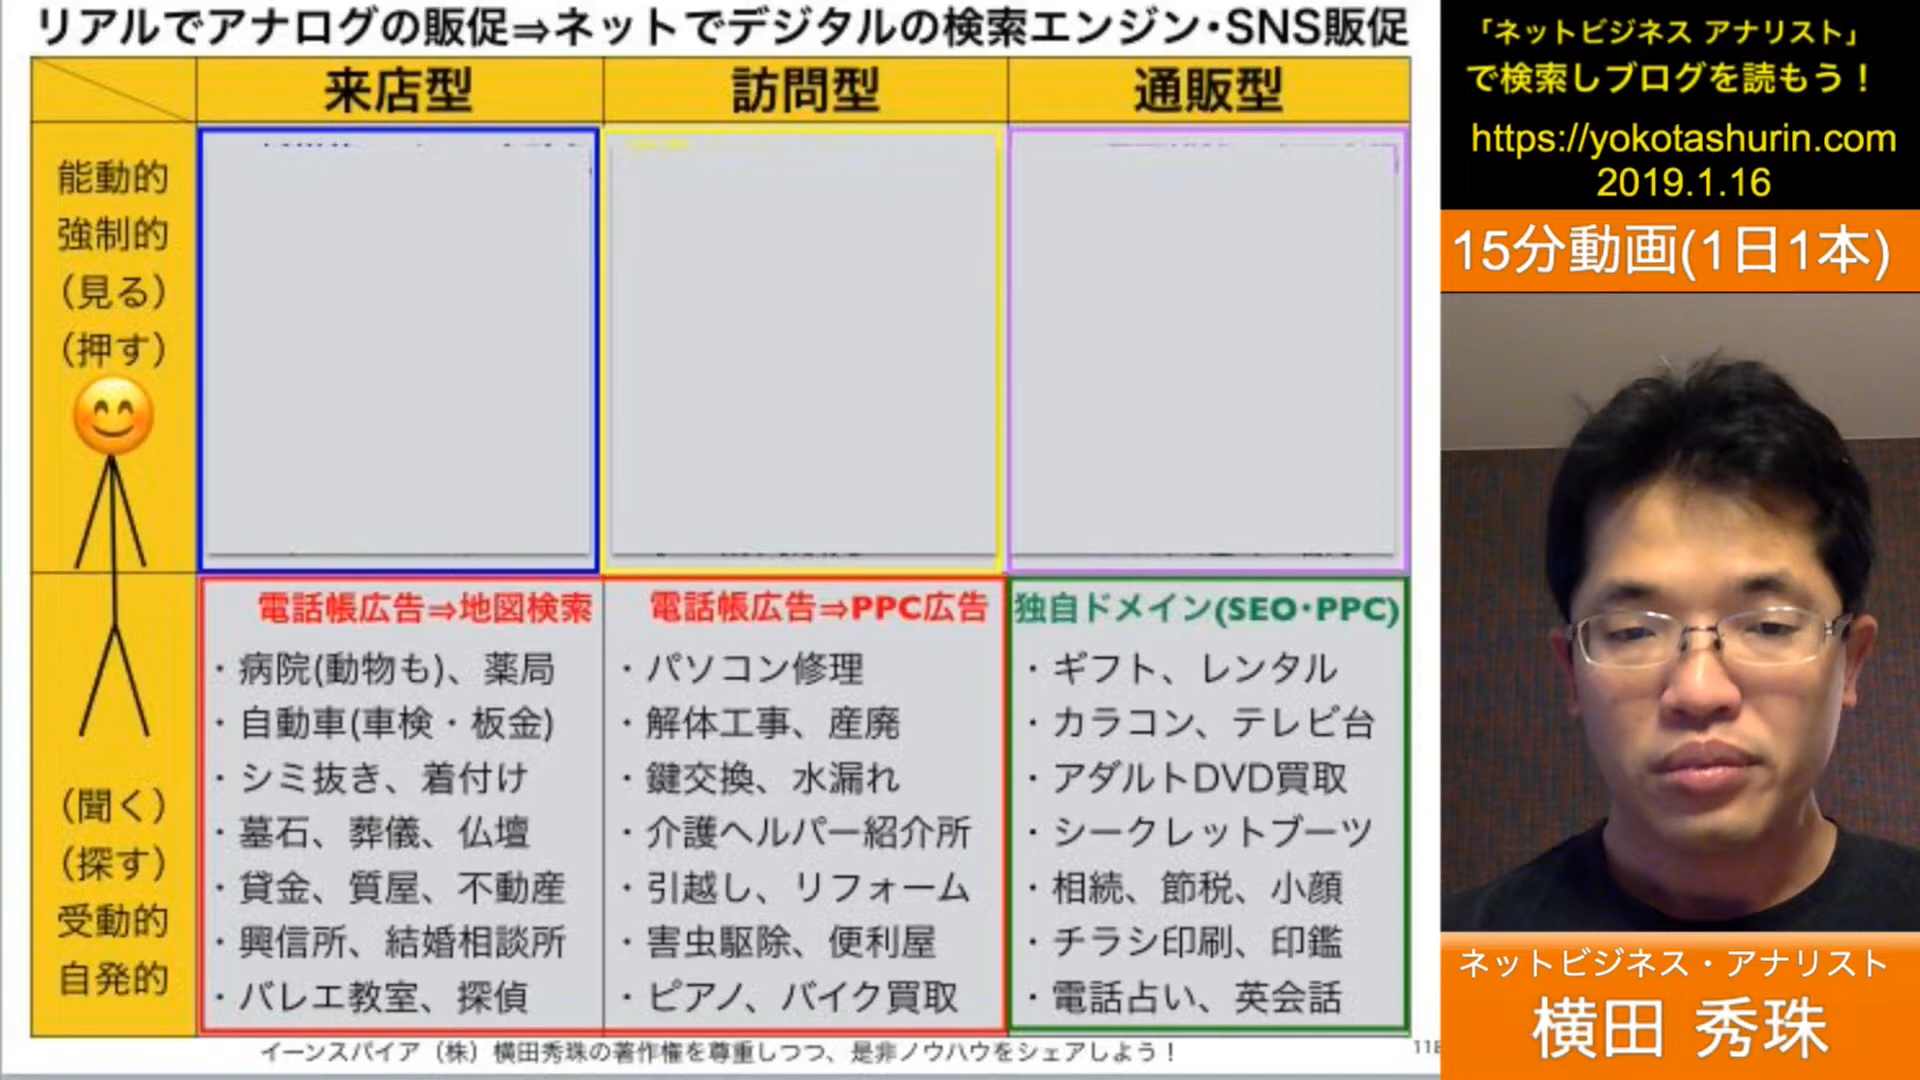 リアルでアナログの販促⇒ネットでデジタルの検索エンジン・SNS販促
来店型
訪問型
通販型
能動的
強制的
（見る）
（押す）
（聞く）
（探す）
受動的
自発的
電話帳広告⇒地図検索
・病院(動物も)、薬局
・自動車(車検・板金)
・シミ抜き、着付け
・墓石、葬儀、仏壇
・貸金、質屋、不動産
・興信所、結婚相談所
・バレエ教室、探偵
電話帳広告⇒PPC広告
・パソコン修理
・解体工事、産廃
・鍵交換、水漏れ
・介護ヘルパー紹介所
・引越し、リフォーム
・害虫駆除、便利屋
・ピアノ、バイク買取
独自ドメイン(SEO・PPC)
・ギフト、レンタル
・カラコン、テレビ台
・アダルトDVD買取
・シークレットブーツ
・相続、節税、小顔
・チラシ印刷、印鑑
・電話占い、英会話
イーンスパイア（株）横田秀珠の著作権を尊重しつつ、是非ノウハウをシェアしよう！
118
「ネットビジネス アナリスト」
で検索しブログを読もう！
https://yokotashurin.com
2019.1.16
15分動画(1日1本)
ネットビジネス・アナリスト
横田 秀珠